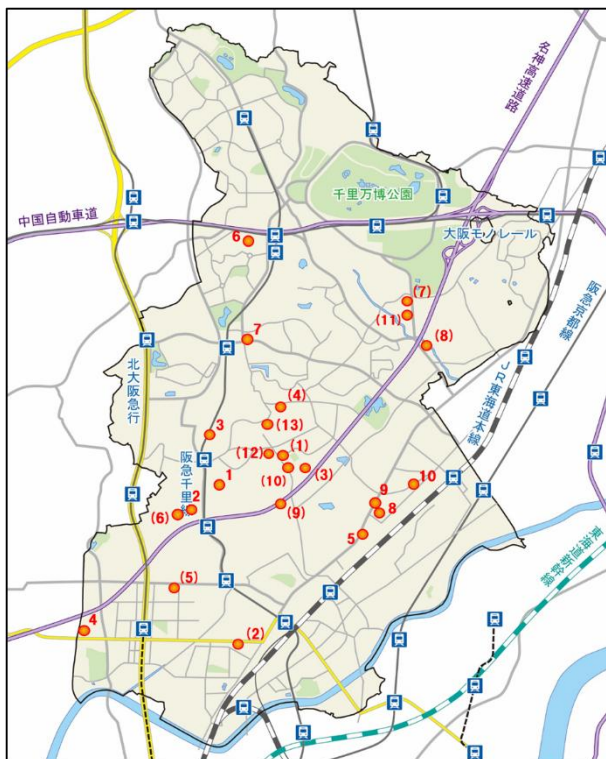 名神高速道路
千里万博公園
中国自動車道
6
大阪モノレール
(7)
(11)
阪急京都線
7
(8)
北大阪急行
JR東海道本線
(4)
3
(13)
阪急千里線
(12)
(1)
(10)
(3)
1
10
9
2
(6)
(9)
8
5
東海道新幹線
(5)
4
(2)